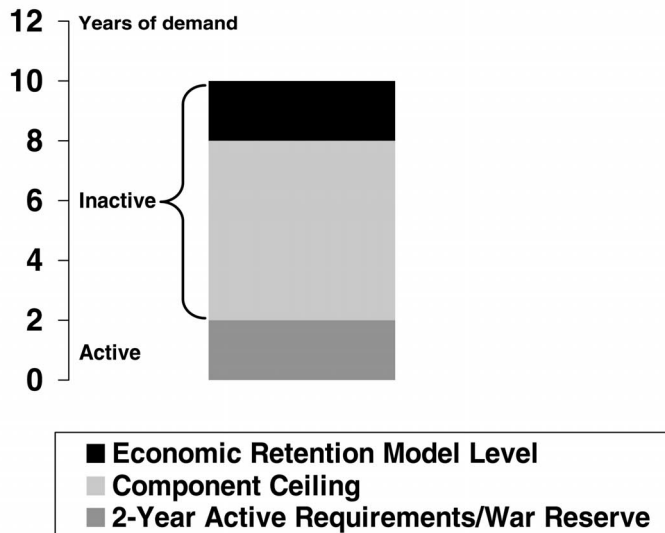 12
Years of demand
10
8
6
Inactive
4
2
Active
0
Economic Retention Model Level
Component Ceiling
2-Year Active Requirements/War Reserve